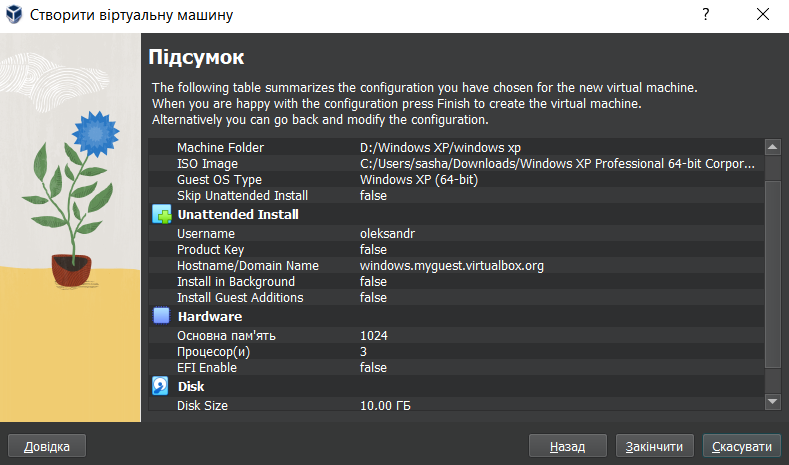 Створити віртуальну машину
?
Підсумок
The following table summarizes the configuration you have chosen for the new virtual machine.
When you are happy with the configuration press Finish to create the virtual machine.
Alternatively you can go back and modify the configuration.
Machine Folder D:/Windows XP/windows xp
ISO Image C:/Users/sasha/Downloads/Windows XP Professional 64-bit Corpor...
Guest OS Type Windows XP (64-bit)
Skip Unattended Install false
Unattended Install
Username oleksandr
Product Key false
Hostname/Domain Name windows.myguest.virtualbox.org
Install in Background false
Install Guest Additions false
Hardware
Основна пам'ять 1024
Процесор(и) 3
EFI Enable false
Disk
Disk Size 10.00 ГБ
Довідка Назад Закінчити Скасувати